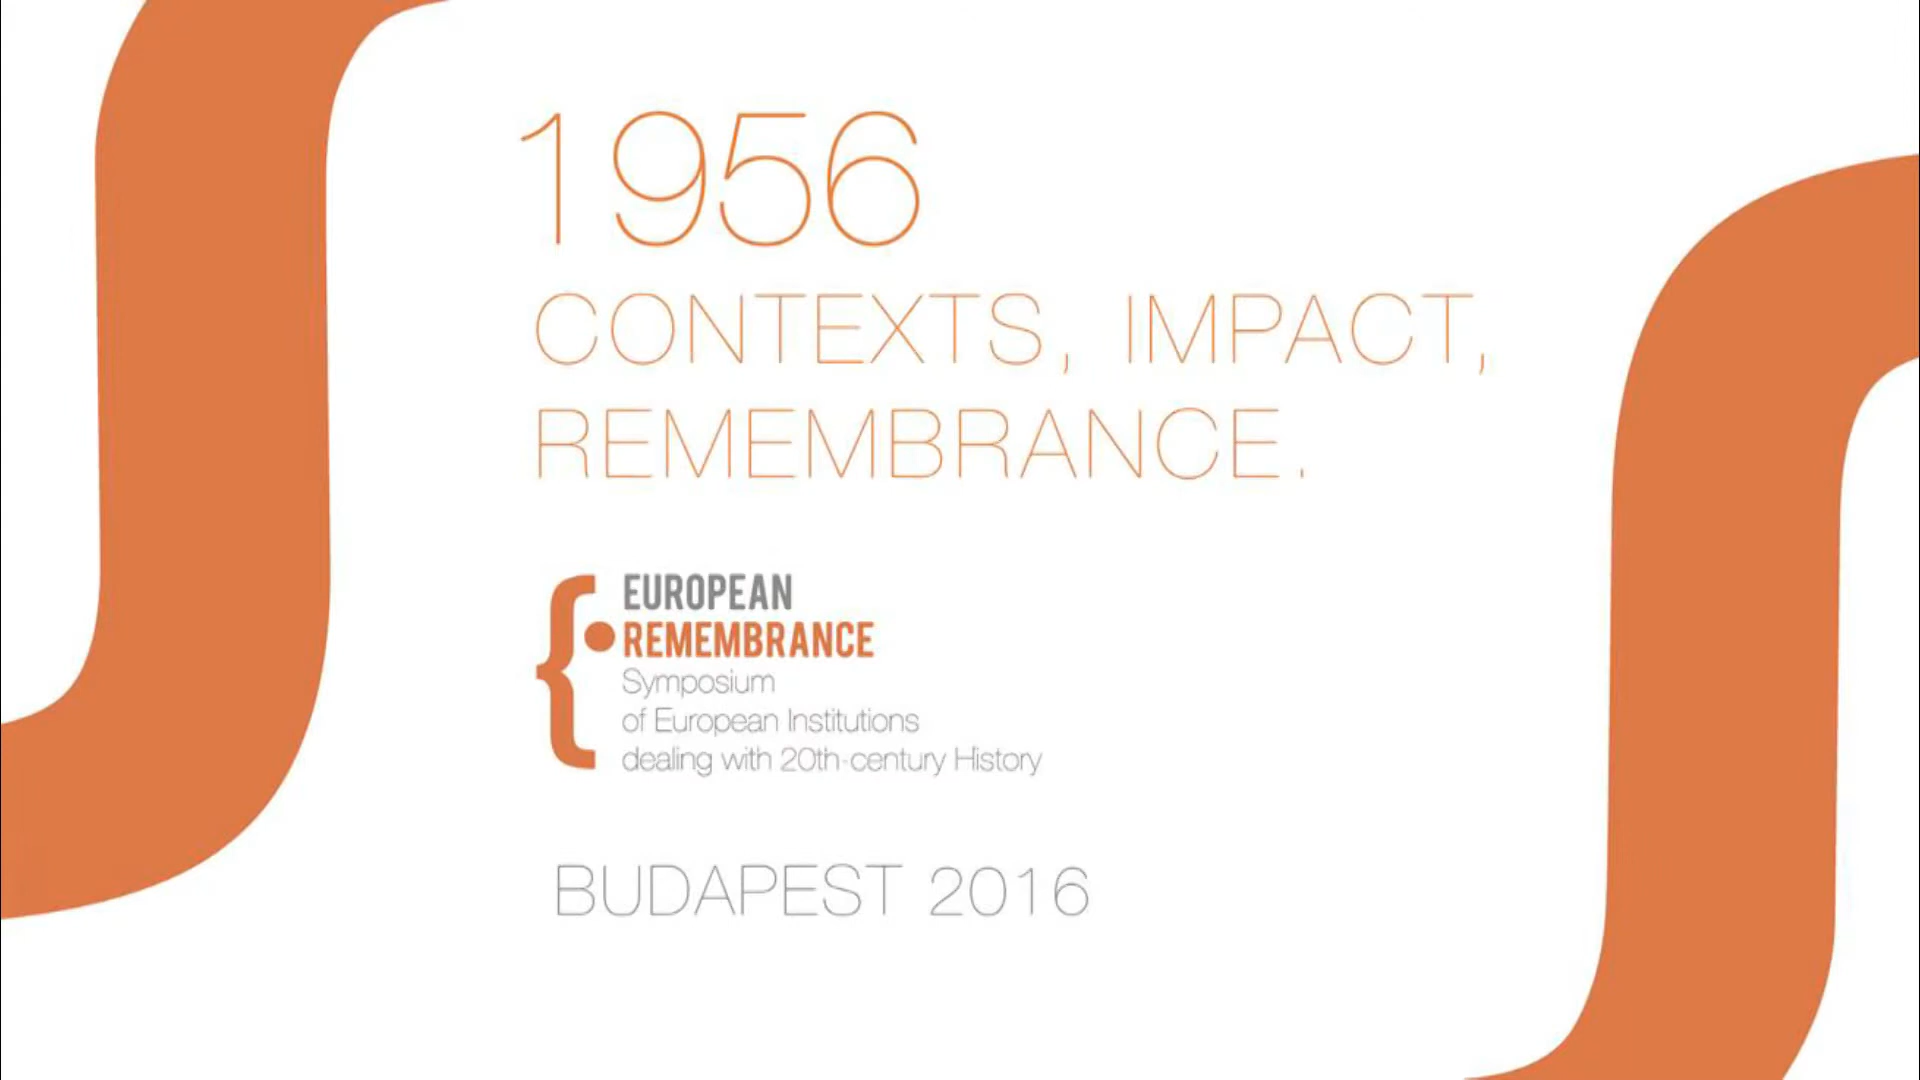 1956
CONTEXTS, IMPACT,
REMEMBRANCE.
EUROPEAN
REMEMBRANCE
Symposium
of European Institutions
dealing with 20th-century History
BUDAPEST 2016